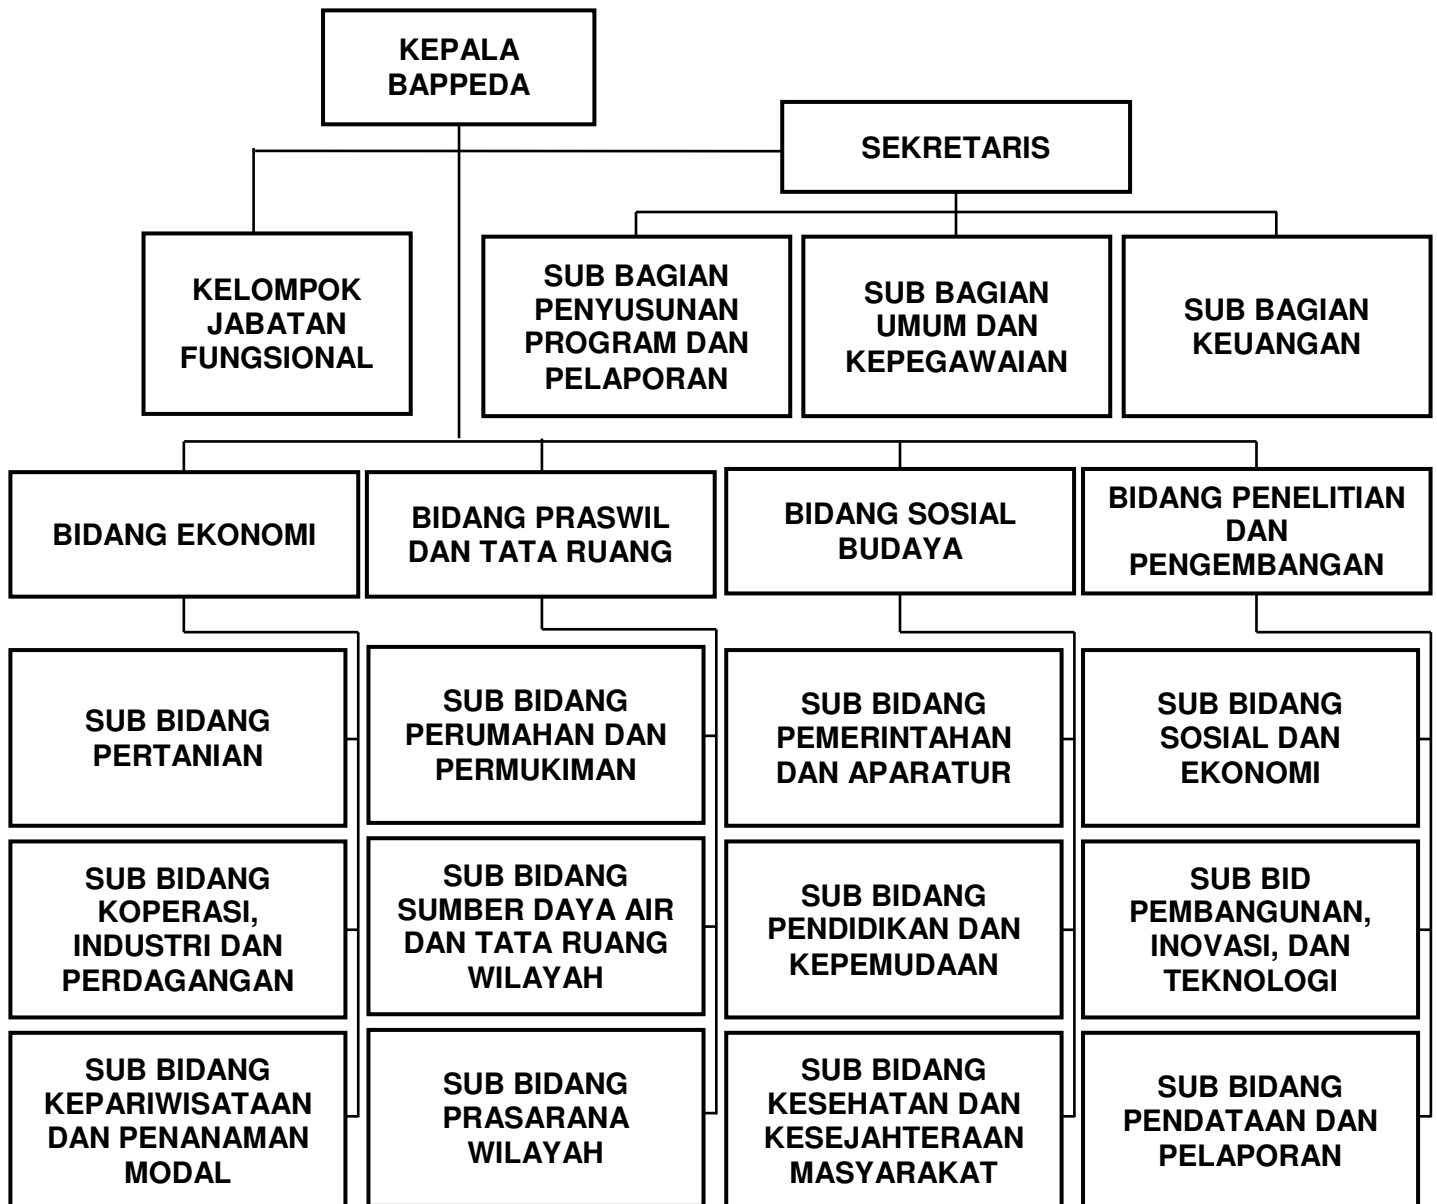 KEPALA
BAPPEDA
SEKRETARIS
KELOMPOK
JABATAN
FUNGSIONAL
SUB BAGIAN
PENYUSUNAN
PROGRAM DAN
PELAPORAN
SUB BAGIAN
UMUM DAN
KEPEGAWAIAN
SUB BAGIAN
KEUANGAN
BIDANG EKONOMI
BIDANG PRASWIL
DAN TATA RUANG
BIDANG SOSIAL
BUDAYA
BIDANG PENELITIAN
DAN
PENGEMBANGAN
SUB BIDANG
PERTANIAN
SUB BIDANG
PERUMAHAN DAN
PERMUKIMAN
SUB BIDANG
PEMERINTAHAN
DAN APARATUR
SUB BIDANG
SOSIAL DAN
EKONOMI
SUB BIDANG
KOPERASI,
INDUSTRI DAN
PERDAGANGAN
SUB BIDANG
SUMBER DAYA AIR
DAN TATA RUANG
WILAYAH
SUB BIDANG
PENDIDIKAN DAN
KEPEMUDAAN
SUB BID
PEMBANGUNAN,
INOVASI, DAN
TEKNOLOGI
SUB BIDANG
KEPARIWISATAAN
DAN PENANAMAN
MODAL
SUB BIDANG
PRASARANA
WILAYAH
SUB BIDANG
KESEHATAN DAN
KESEJAHTERAAN
MASYARAKAT
SUB BIDANG
PENDATAAN DAN
PELAPORAN